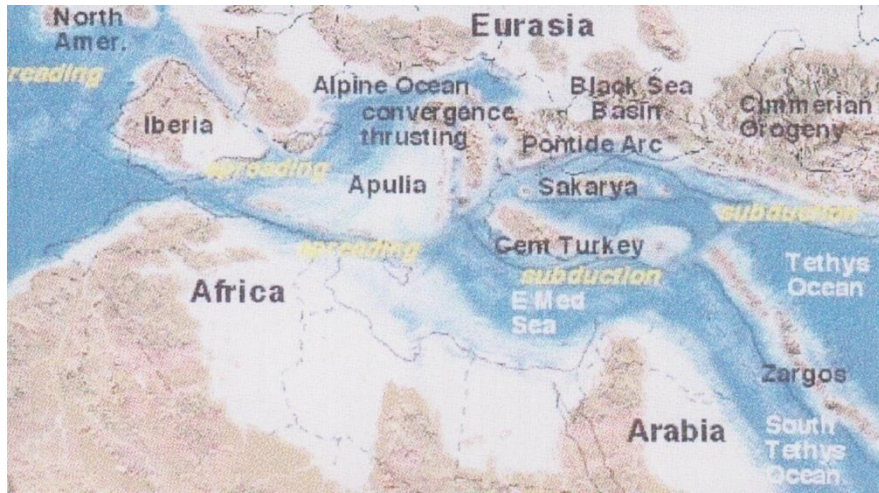 North
Amer.
Eurasia
reading
Alpine Ocean
convergence
thrusting
Black Sea
Basin
Cimmerian
Orogeny
Iberia
Pontide Arc
spreading
Apulia
Sakarya
subduction
spreading
Cent Turkey
subduction
Tethys
Ocean
Africa
E Med
Sea
Zargos
Arabia
South
Tethys
Ocean